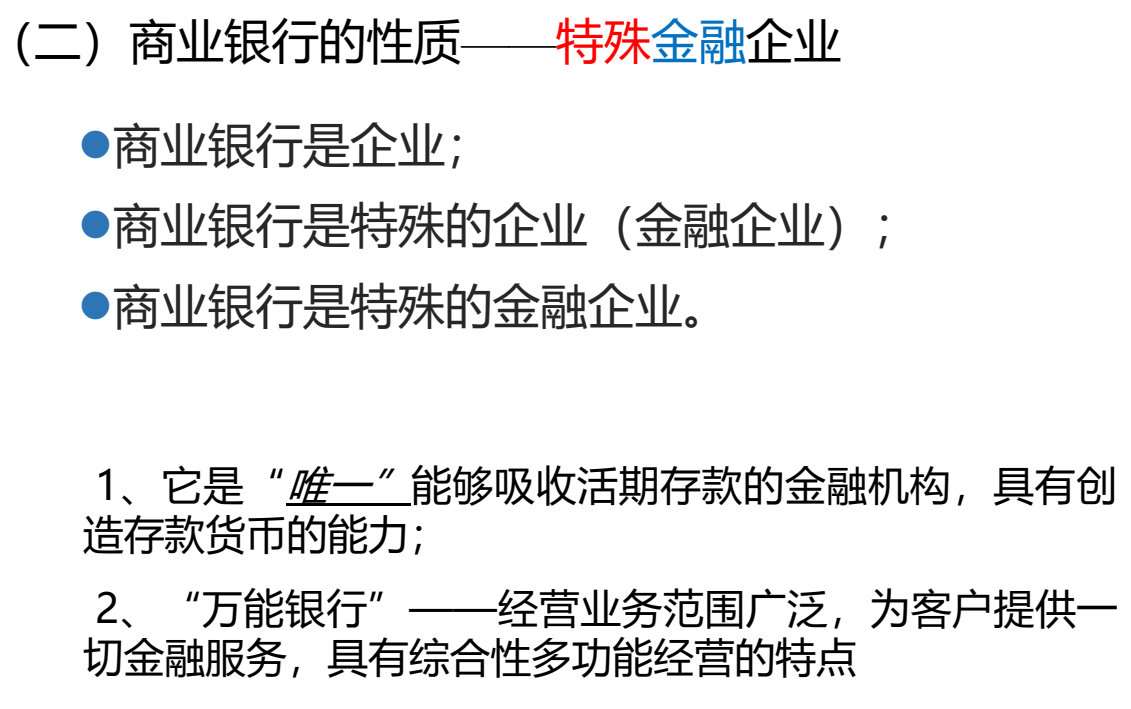 （二）商业银行的性质——特殊金融企业
●商业银行是企业；
●商业银行是特殊的企业（金融企业）；
●商业银行是特殊的金融企业。
1、它是“唯一”能够吸收活期存款的金融机构，具有创
造存款货币的能力；
2、“万能银行”——经营业务范围广泛，为客户提供一
切金融服务，具有综合性多功能经营的特点